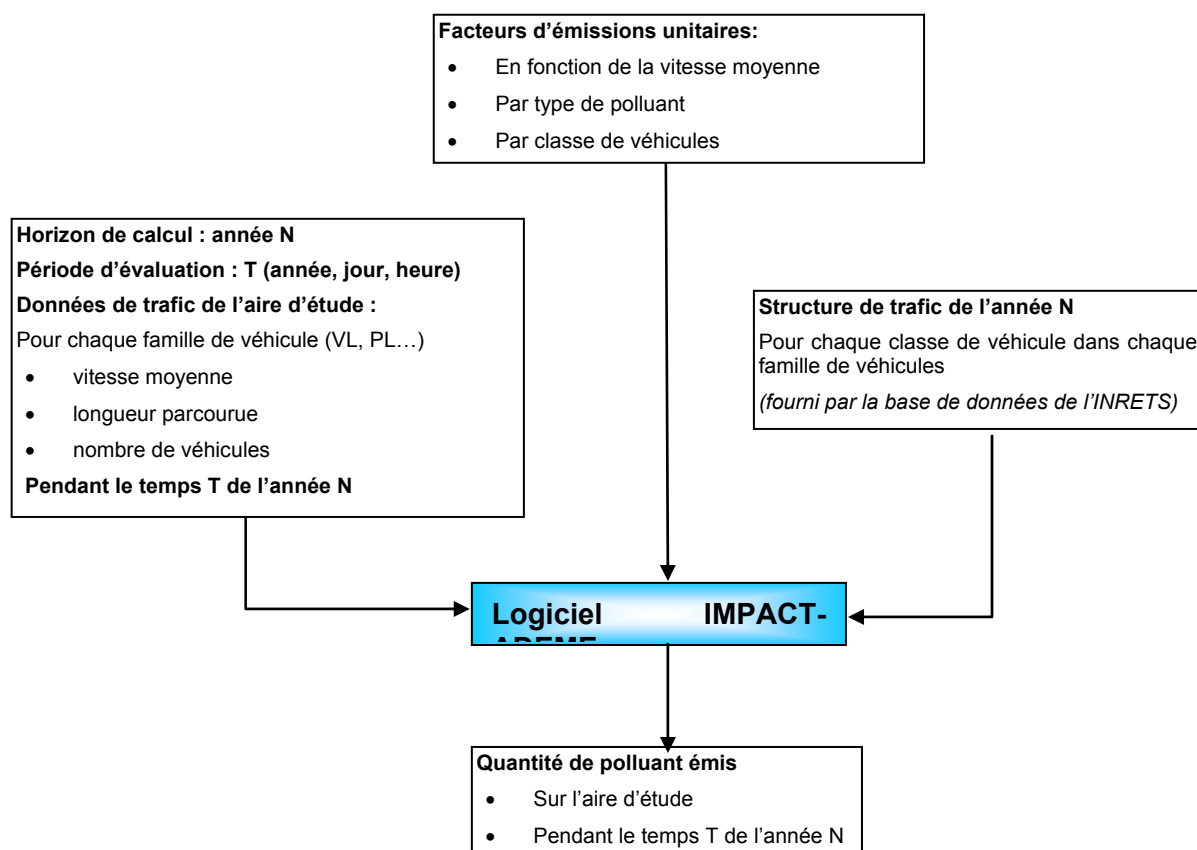 Facteurs d’émissions unitaires:
• En fonction de la vitesse moyenne
• Par type de polluant
• Par classe de véhicules
Horizon de calcul : année N
Période d’évaluation : T (année, jour, heure)
Données de trafic de l’aire d’étude :
Pour chaque famille de véhicule (VL, PL…)
• vitesse moyenne
• longueur parcourue
• nombre de véhicules
Pendant le temps T de l’année N
Structure de trafic de l’année N
Pour chaque classe de véhicule dans chaque
famille de véhicules
(fourni par la base de données de l’INRETS)
Logiciel IMPACT-
Quantité de polluant émis
• Sur l’aire d’étude
• Pendant le temps T de l’année N